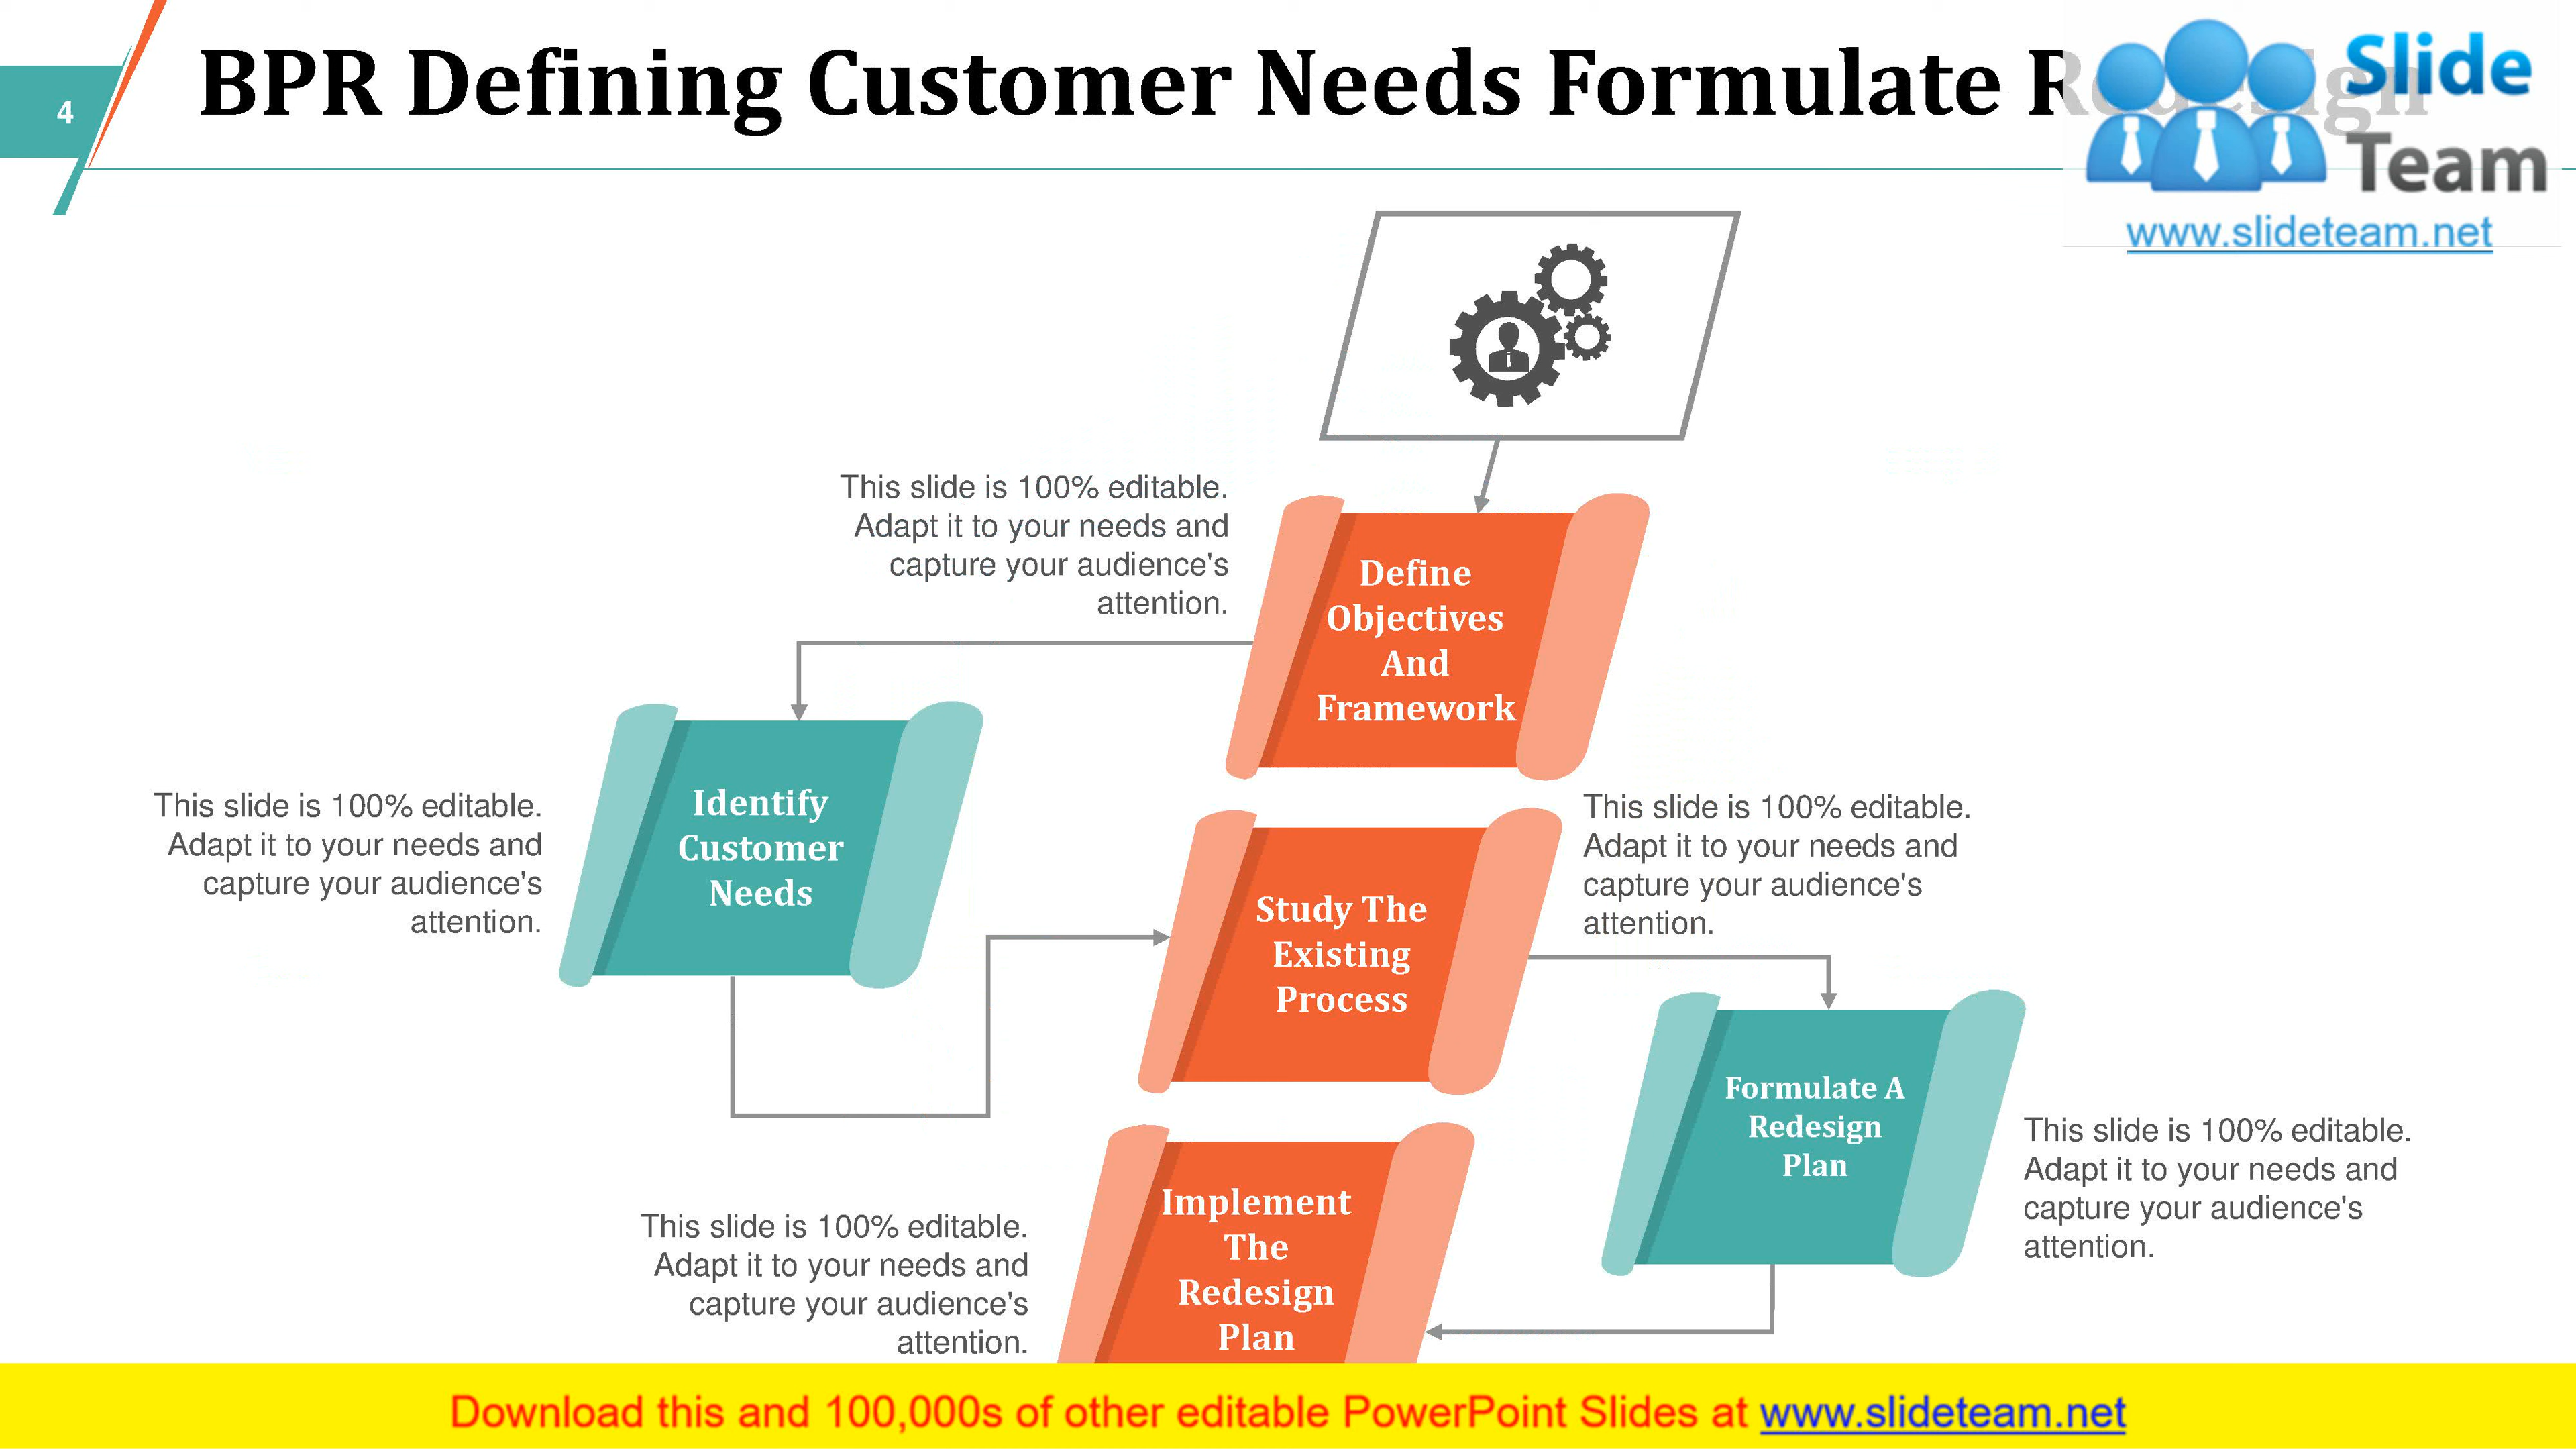 4
BPR Defining Customer Needs Formulate Redesign
Slide
Team
www.slideteam.net
This slide is 100% editable.
Adapt it to your needs and
capture your audience's
attention.
Define
Objectives
And
Framework
This slide is 100% editable.
Adapt it to your needs and
capture your audience's
attention.
Identify
Customer
Needs
Study The
Existing
Process
This slide is 100% editable.
Adapt it to your needs and
capture your audience's
attention.
Formulate A
Redesign
Plan
This slide is 100% editable.
Adapt it to your needs and
capture your audience's
attention.
This slide is 100% editable.
Adapt it to your needs and
capture your audience's
attention.
Implement
The
Redesign
Plan
Download this and 100,000s of other editable PowerPoint Slides at www.slideteam.net